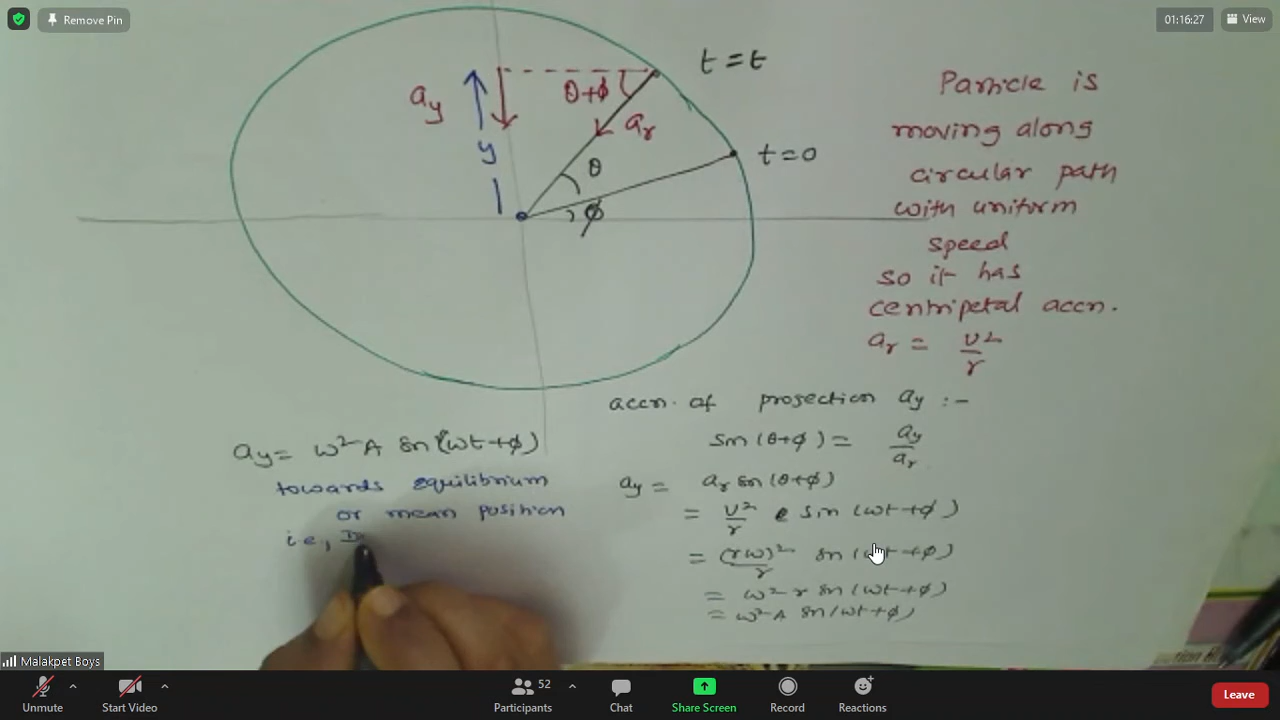 Remove Pin
01:16:27
View
t=t
θ+φ
ay
ar
y
θ
t=0
φ
Particle is
moving along
circular path
with uniform
speed
so it has
centripetal accn.
ar = v²/r
accn. of projection ay :-
sin(θ+φ) = ay/ar
ay = ar sin(θ+φ)
= v²/r sin(ωt+φ)
= (rω)²/r sin(ωt+φ)
= ω² r sin(ωt+φ)
= ω² A sin(ωt+φ)
ay = ω² A sin(ωt+φ)
towards equilibrium
or mean position
i.e.,
Malakpet Boys
Unmute
Start Video
52
Participants
Chat
Share Screen
Record
Reactions
Leave